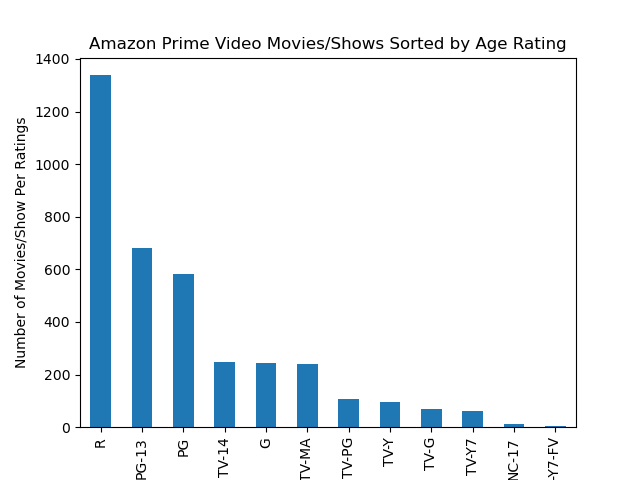 Amazon Prime Video Movies/Shows Sorted by Age Rating
Number of Movies/Show Per Ratings
1400
1200
1000
800
600
400
200
0
R
PG-13
PG
TV-14
G
TV-MA
TV-PG
TV-Y
TV-G
TV-Y7
NC-17
-Y7-FV